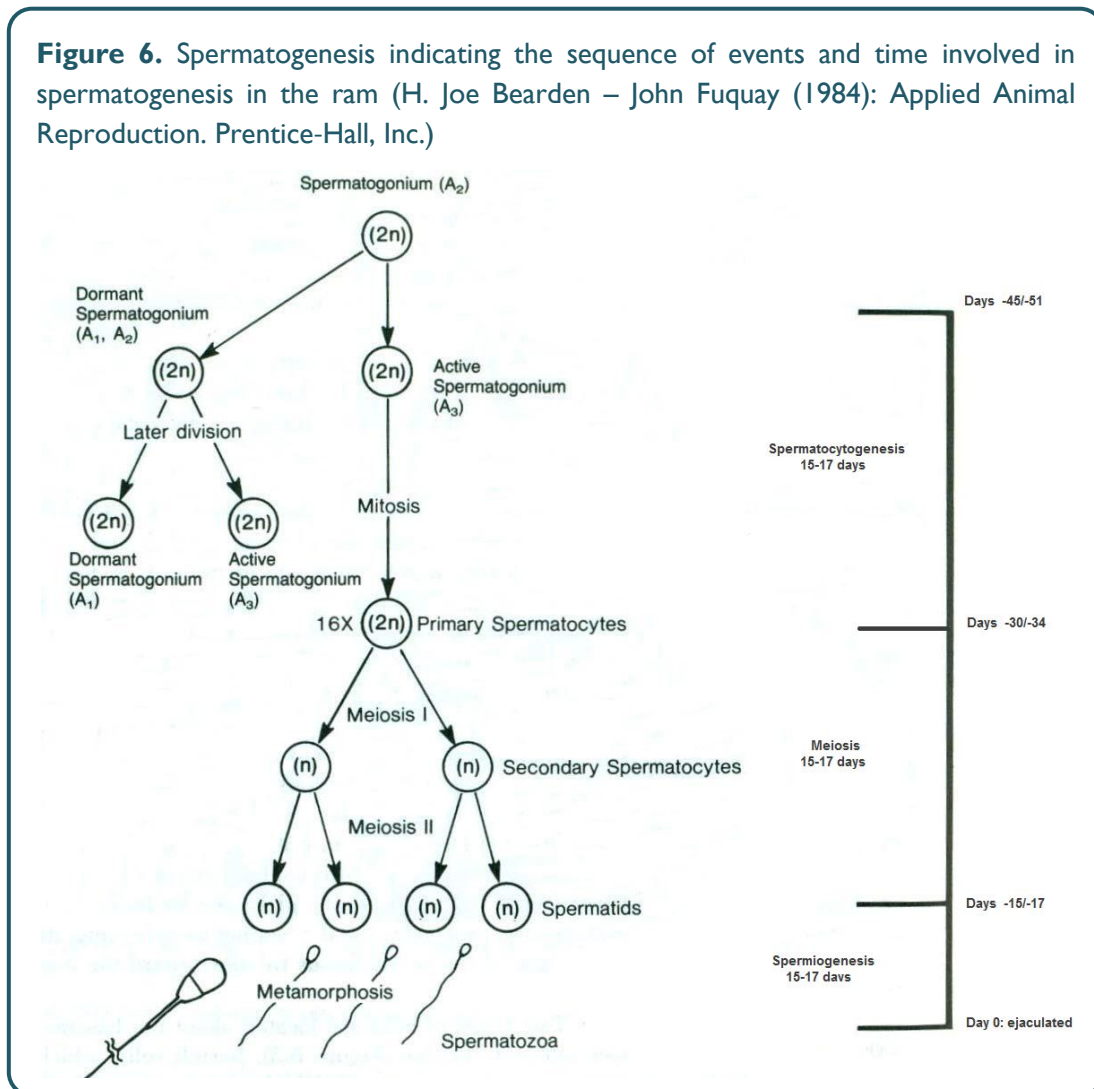 Figure 6. Spermatogenesis indicating the sequence of events and time involved in
spermatogenesis in the ram (H. Joe Bearden – John Fuquay (1984): Applied Animal
Reproduction. Prentice-Hall, Inc.)
Spermatogonium (A₂)
(2n)
Dormant
Spermatogonium
(A₁, A₂)
(2n)
(2n)
Active
Spermatogonium
(A₃)
Later division
(2n)
(2n)
Dormant
Spermatogonium
(A₁)
Active
Spermatogonium
(A₃)
Mitosis
16X (2n) Primary Spermatocytes
Meiosis I
(n)
(n) Secondary Spermatocytes
Meiosis II
(n)
(n)
(n)
(n) Spermatids
Metamorphosis
Spermatozoa
Days -45/-51
Spermatocytogenesis
15-17 days
Days -30/-34
Meiosis
15-17 days
Days -15/-17
Spermiogenesis
15-17 days
Day 0: ejaculated